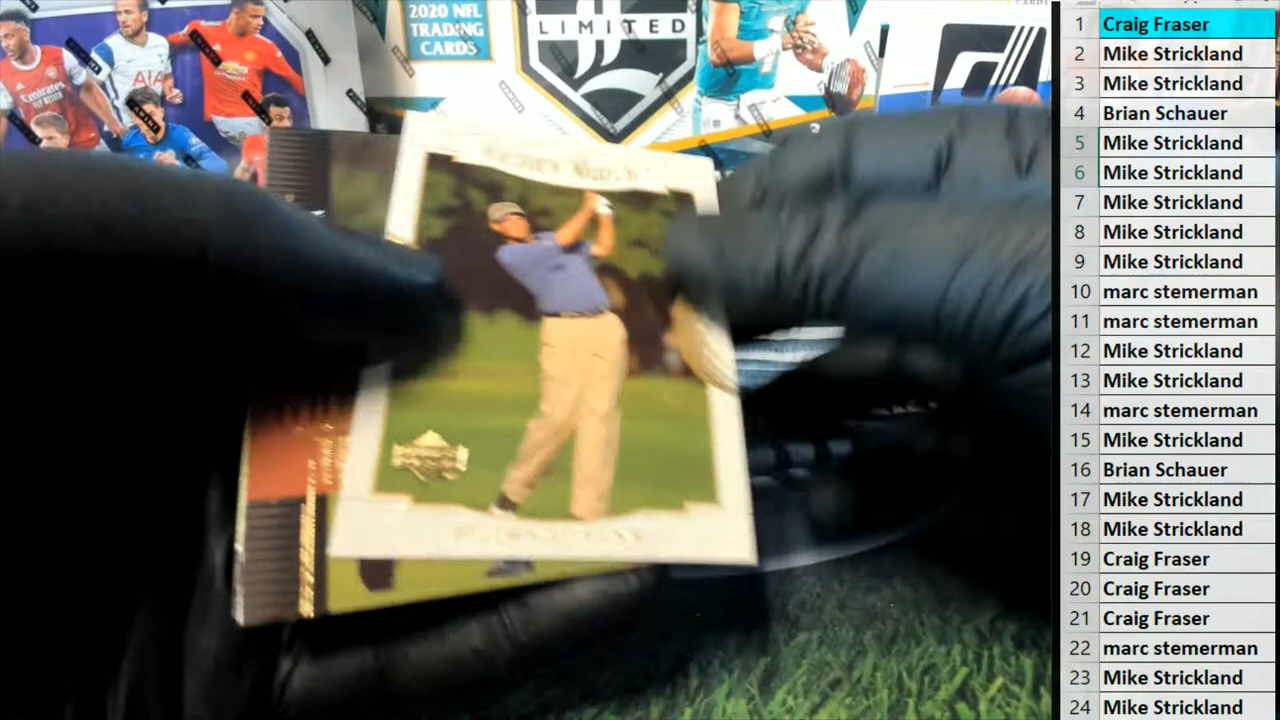 2020 NFL
TRADING
CARDS
LIMITED
Emirates
AIA
1 Craig Fraser
2 Mike Strickland
3 Mike Strickland
4 Brian Schauer
5 Mike Strickland
6 Mike Strickland
7 Mike Strickland
8 Mike Strickland
9 Mike Strickland
10 marc stemerman
11 marc stemerman
12 Mike Strickland
13 Mike Strickland
14 marc stemerman
15 Mike Strickland
16 Brian Schauer
17 Mike Strickland
18 Mike Strickland
19 Craig Fraser
20 Craig Fraser
21 Craig Fraser
22 marc stemerman
23 Mike Strickland
24 Mike Strickland